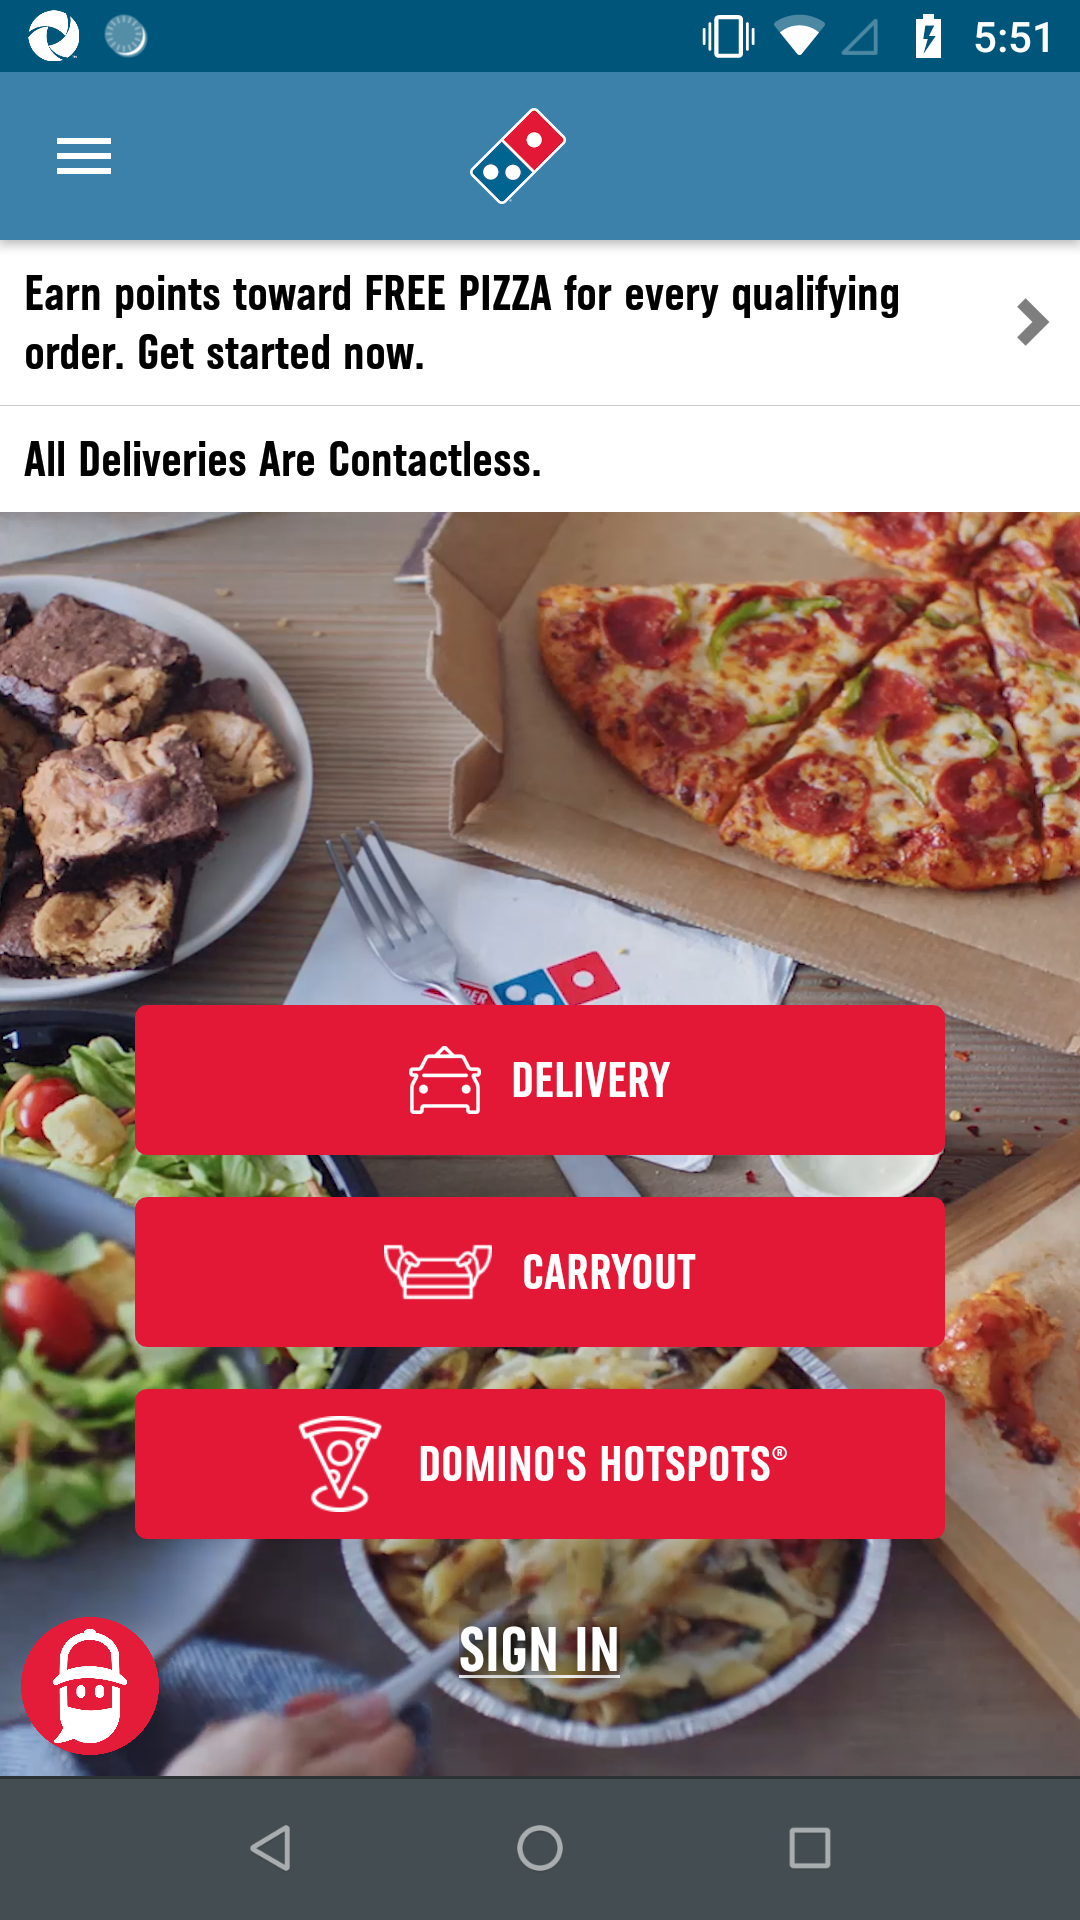 5:51
Earn points toward FREE PIZZA for every qualifying
order. Get started now.
All Deliveries Are Contactless.
DELIVERY
CARRYOUT
DOMINO'S HOTSPOTS®
SIGN IN